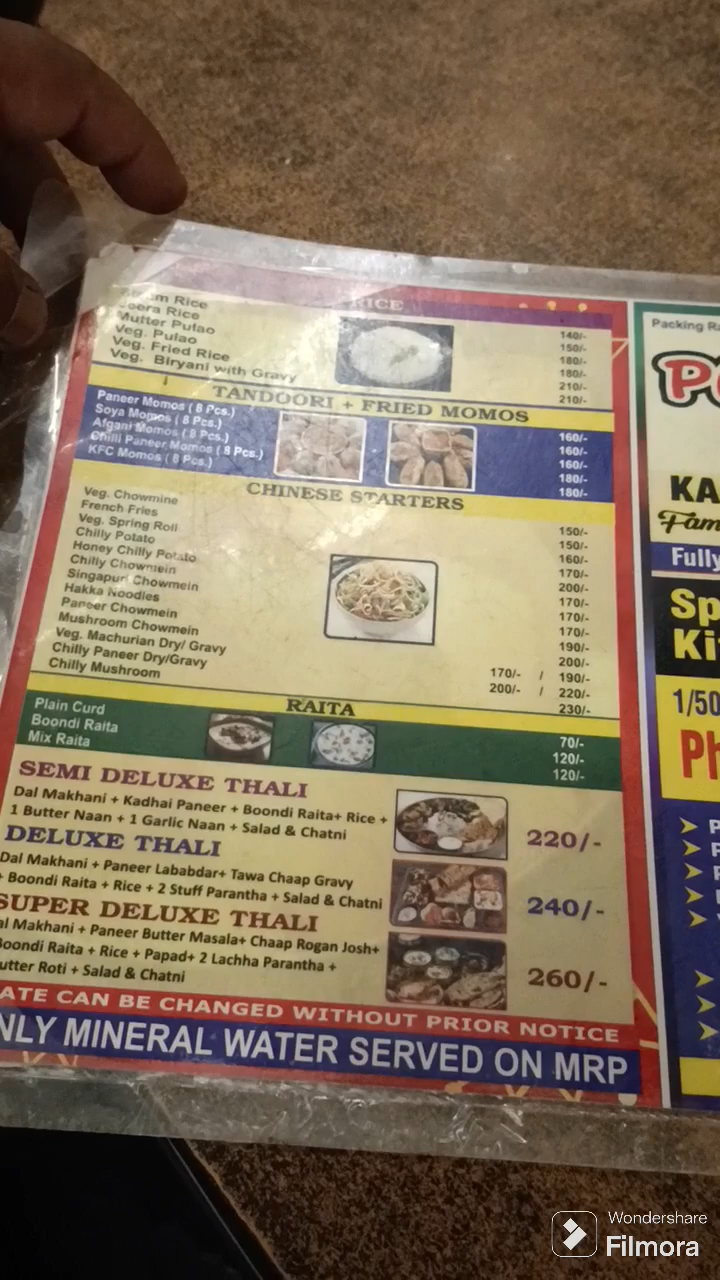 RICE
Rice 140/-
Jeera Rice 150/-
Mutter Pulao 180/-
Veg. Pulao 180/-
Veg. Fried Rice 210/-
Veg. Biryani with Gravy 210/-
TANDOORI + FRIED MOMOS
Paneer Momos ( 8 Pcs.) 160/-
Soya Momos ( 8 Pcs.) 160/-
Afgani Momos ( 8 Pcs.) 160/-
Chilli Paneer Momos ( 8 Pcs.) 180/-
KFC Momos ( 8 Pcs.) 180/-
CHINESE STARTERS
Veg. Chowmine 150/-
French Fries 150/-
Veg. Spring Roll 160/-
Chilly Potato 170/-
Honey Chilly Potato 200/-
Chilly Chowmein 170/-
Singapuri Chowmein 170/-
Hakka Noodles 170/-
Paneer Chowmein 190/-
Mushroom Chowmein 200/-
Veg. Machurian Dry/ Gravy 170/- / 190/-
Chilly Paneer Dry/Gravy 200/- / 220/-
Chilly Mushroom 230/-
RAITA
Plain Curd 70/-
Boondi Raita 120/-
Mix Raita 120/-
SEMI DELUXE THALI
Dal Makhani + Kadhai Paneer + Boondi Raita+ Rice +
1 Butter Naan + 1 Garlic Naan + Salad & Chatni
220/-
DELUXE THALI
Dal Makhani + Paneer Lababdar+ Tawa Chaap Gravy
+ Boondi Raita + Rice + 2 Stuff Parantha + Salad & Chatni
240/-
SUPER DELUXE THALI
al Makhani + Paneer Butter Masala+ Chaap Rogan Josh+
Boondi Raita + Rice + Papad+ 2 Lachha Parantha +
utter Roti + Salad & Chatni
260/-
ATE CAN BE CHANGED WITHOUT PRIOR NOTICE
NLY MINERAL WATER SERVED ON MRP
Packing Ra
KA
Fam
Fully
Sp
Ki
1/50
Ph
Wondershare
Filmora